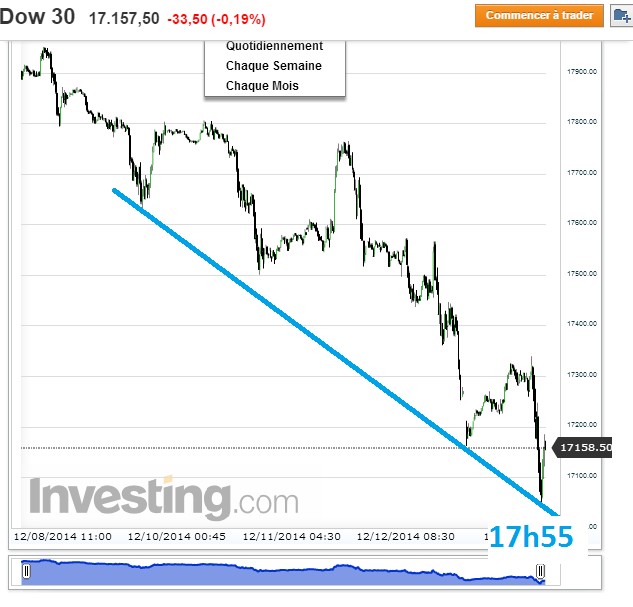 Dow 30 17.157,50 -33,50 (-0,19%)
Commencer à trader
Quotidiennement
Chaque Semaine
Chaque Mois
17900.00
17800.00
17700.00
17600.00
17500.00
17400.00
17300.00
17200.00
17158.50
17100.00
Investing.com
12/08/2014 11:00 12/10/2014 00:45 12/11/2014 04:30 12/12/2014 08:30
17h55